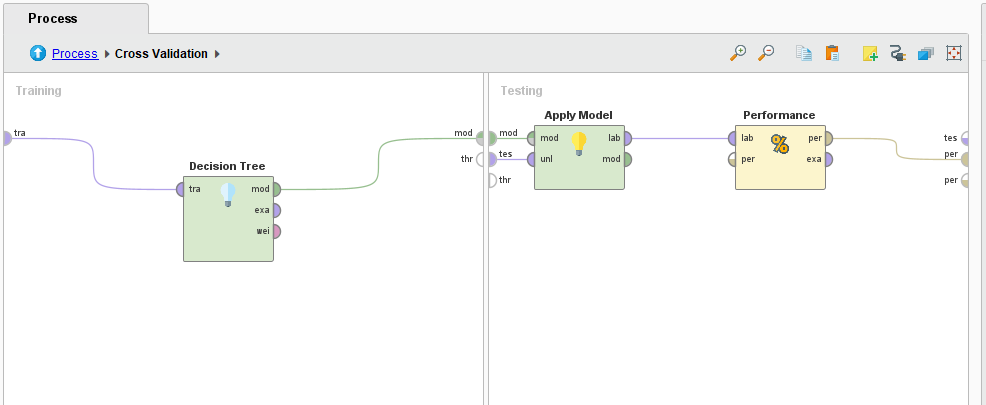 Process
Process Cross Validation
Training
tra
mod
thr
Decision Tree
tra mod
exa
wei
Testing
mod
tes
thr
Apply Model
mod lab
unl mod
Performance
%
lab per
per exa
tes
per
per